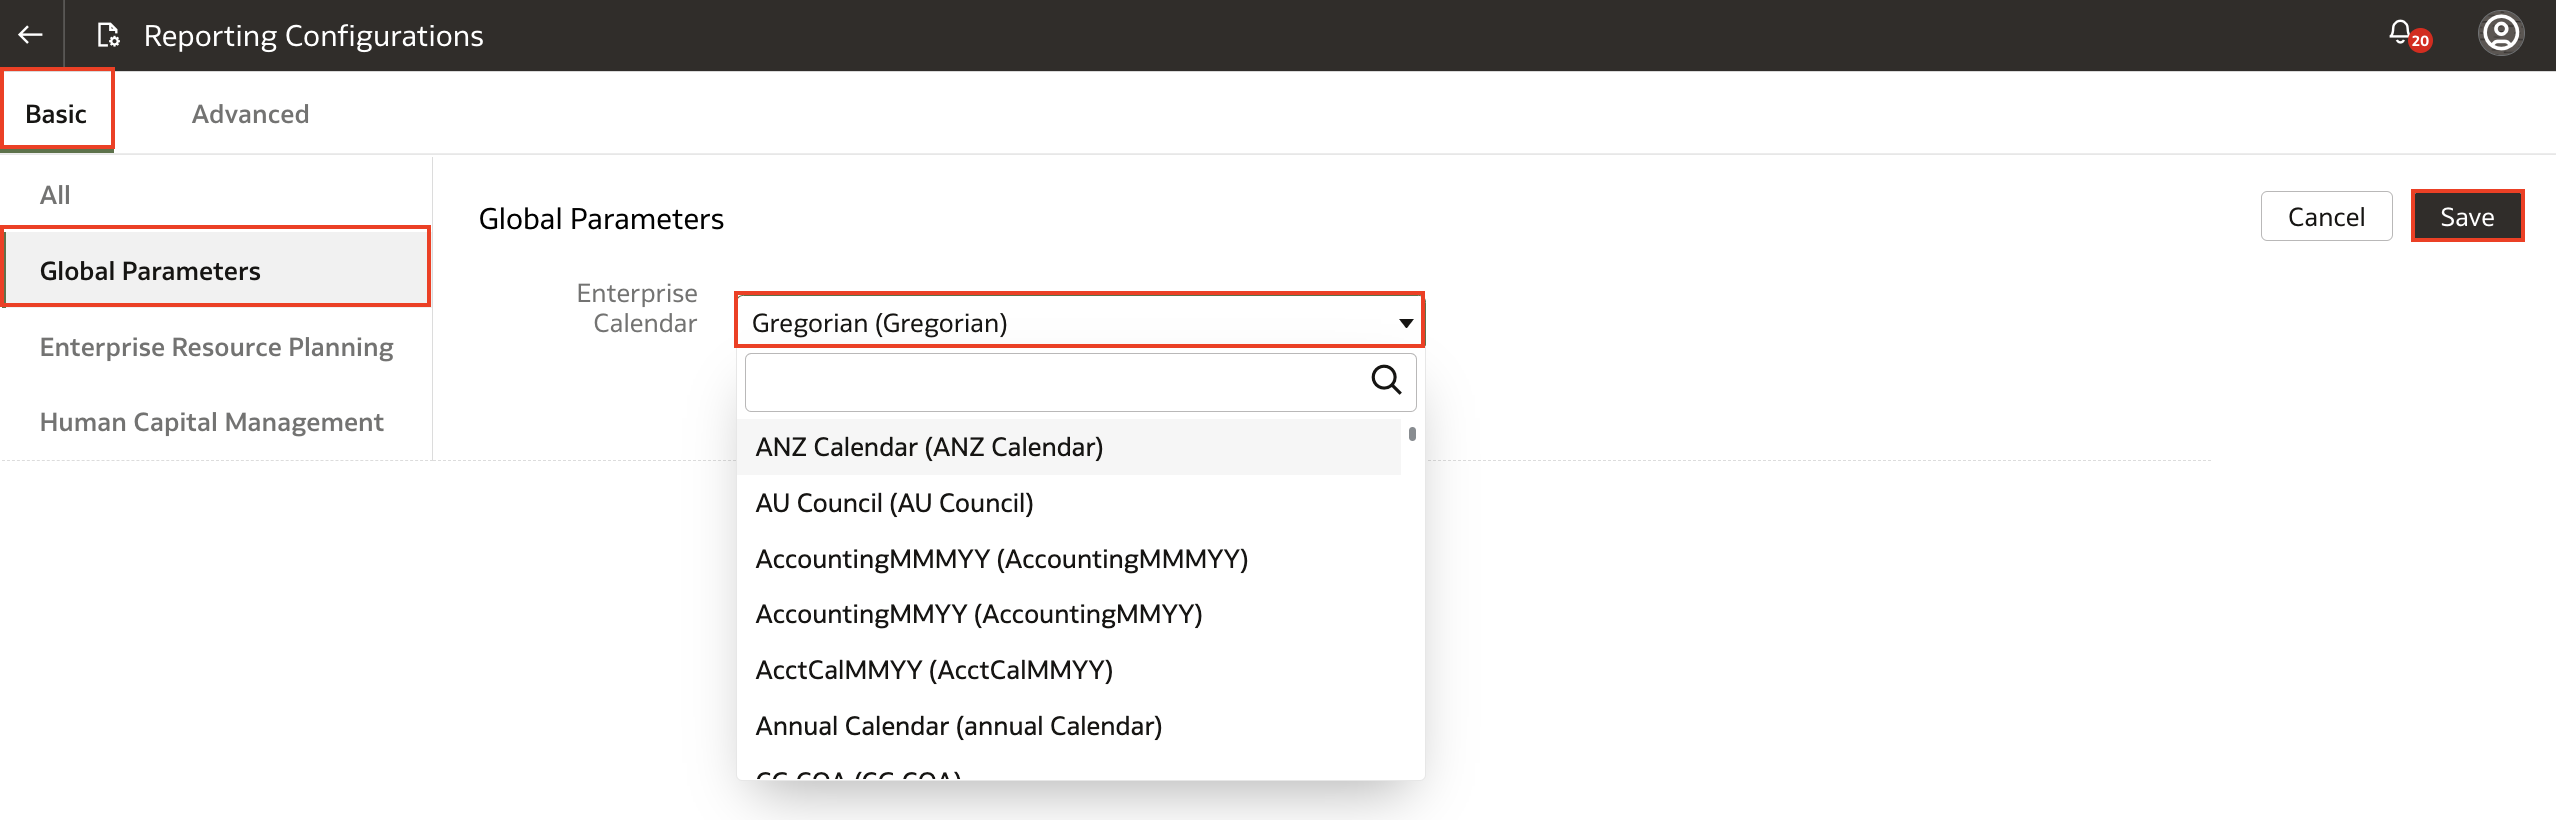 Reporting Configurations
20
Basic
Advanced
All
Global Parameters
Enterprise Resource Planning
Human Capital Management
Global Parameters
Cancel
Save
Enterprise
Calendar
Gregorian (Gregorian)
ANZ Calendar (ANZ Calendar)
AU Council (AU Council)
AccountingMMMYY (AccountingMMMYY)
AccountingMMYY (AccountingMMYY)
AcctCalMMYY (AcctCalMMYY)
Annual Calendar (annual Calendar)